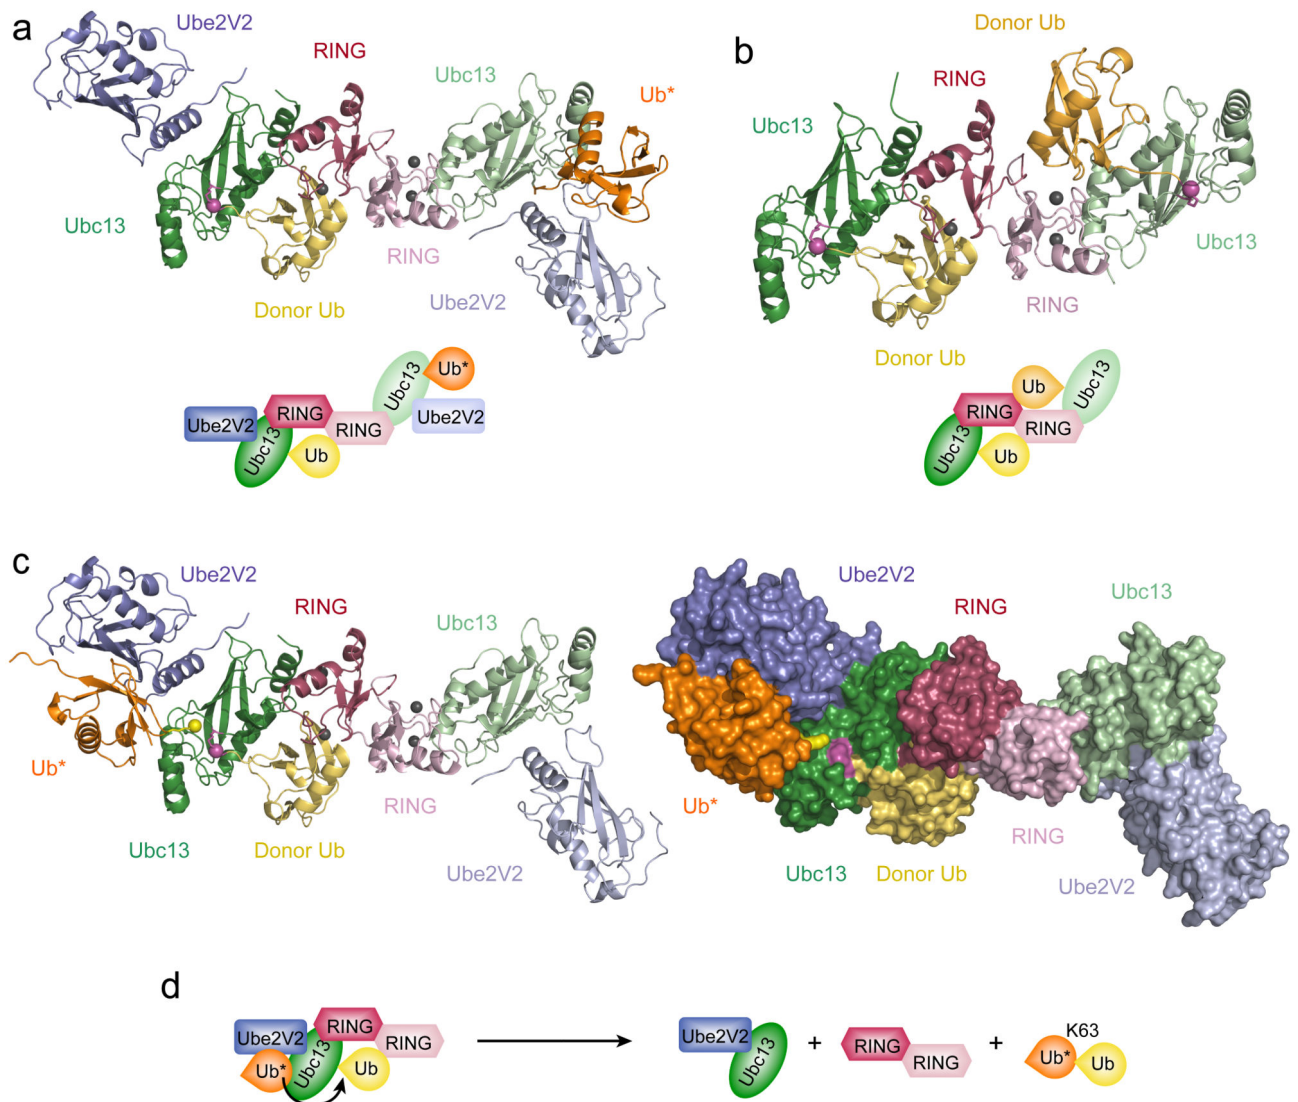 a
Ube2V2
RING
Ubc13
Ub*
Ubc13
RING
Donor Ub
Ube2V2
Ube2V2
RING
Ubc13
Ub
RING
Ubc13
Ub*
Ube2V2
b
Donor Ub
RING
Ubc13
Ubc13
RING
Donor Ub
Ub
RING
Ubc13
Ub
RING
Ubc13
c
Ube2V2
RING
Ubc13
Ub*
RING
Ubc13
Donor Ub
Ube2V2
Ube2V2
RING
Ubc13
Ub*
RING
Ubc13
Donor Ub
Ube2V2
d
Ube2V2
RING
RING
Ub*
Ubc13
Ub
Ube2V2
Ubc13
+
RING
RING
+
K63
Ub*
Ub